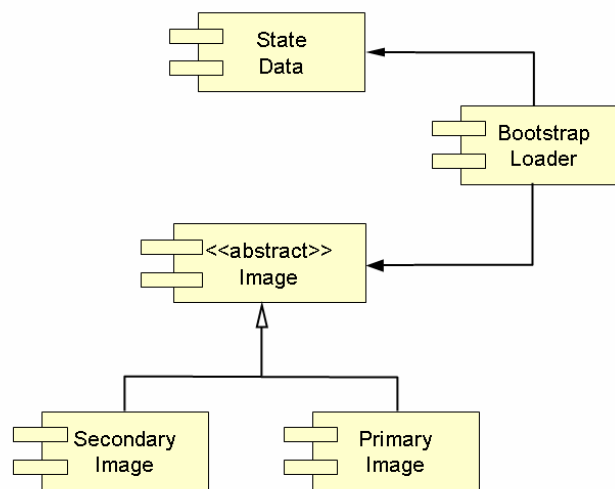 State
Data
Bootstrap
Loader
<<abstract>>
Image
Secondary
Image
Primary
Image